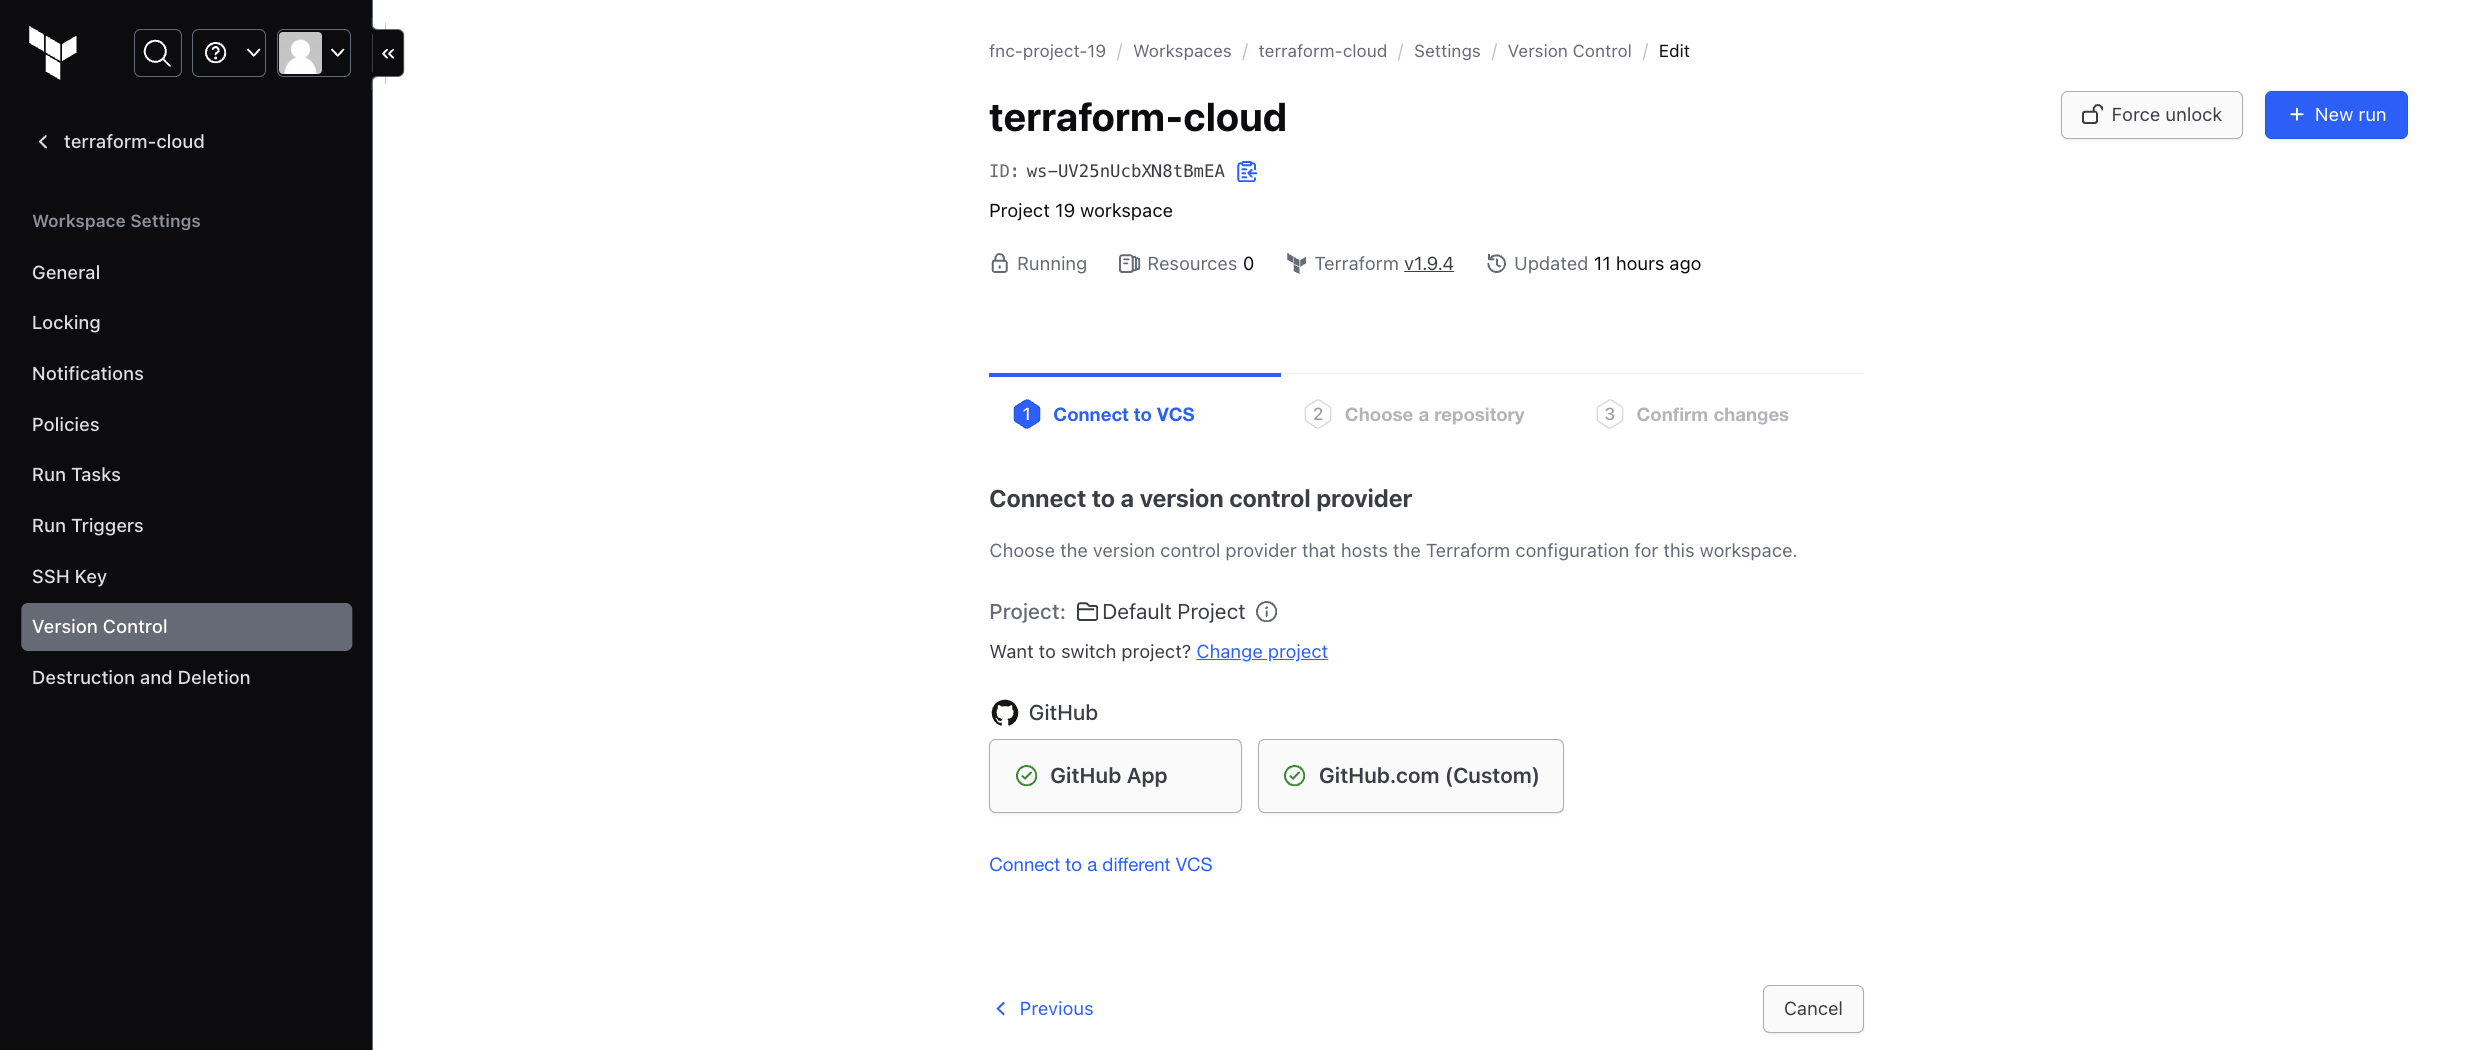 fnc-project-19 / Workspaces / terraform-cloud / Settings / Version Control / Edit
terraform-cloud
Force unlock
+ New run
terraform-cloud
ID: ws-UV25nUcbXN8tBmEA
Project 19 workspace
Workspace Settings
General
Locking
Notifications
Policies
Run Tasks
Run Triggers
SSH Key
Version Control
Destruction and Deletion
Running Resources 0 Terraform v1.9.4 Updated 11 hours ago
1 Connect to VCS
2 Choose a repository
3 Confirm changes
Connect to a version control provider
Choose the version control provider that hosts the Terraform configuration for this workspace.
Project: Default Project
Want to switch project? Change project
GitHub
GitHub App
GitHub.com (Custom)
Connect to a different VCS
Previous
Cancel